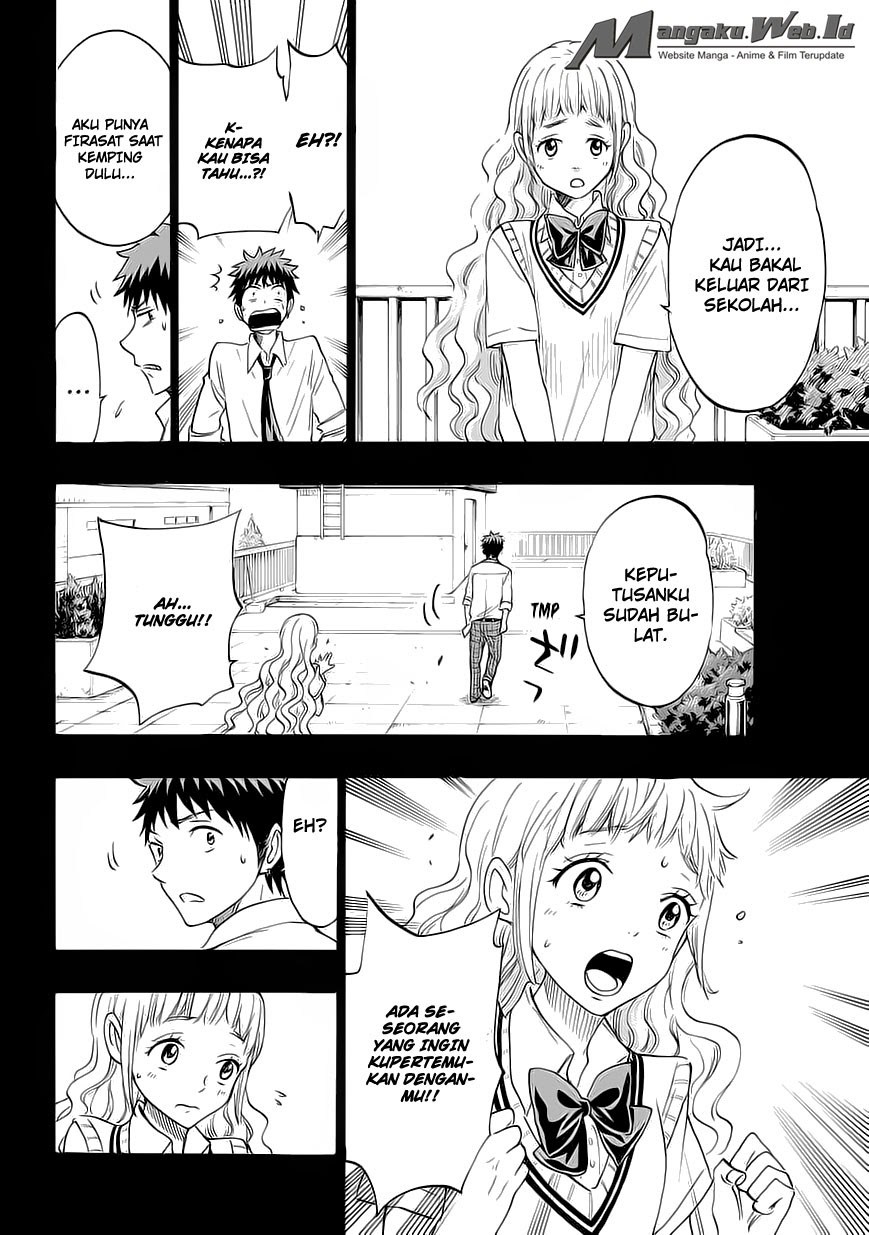 Mangaku.Web.Id
Website Manga - Anime & Film Terupdate
JADI...
KAU BAKAL
KELUAR DARI
SEKOLAH...
EH?!
K-
KENAPA
KAU BISA
TAHU...?!
AKU PUNYA
FIRASAT SAAT
KEMPING
DULU...
...
KEPU-
TUSANKU
SUDAH BU-
LAT.
TMP
AH...
TUNGGU!!
ADA SE-
SEORANG
YANG INGIN
KUPERTEMU-
KAN DENGAN-
MU!!
EH?